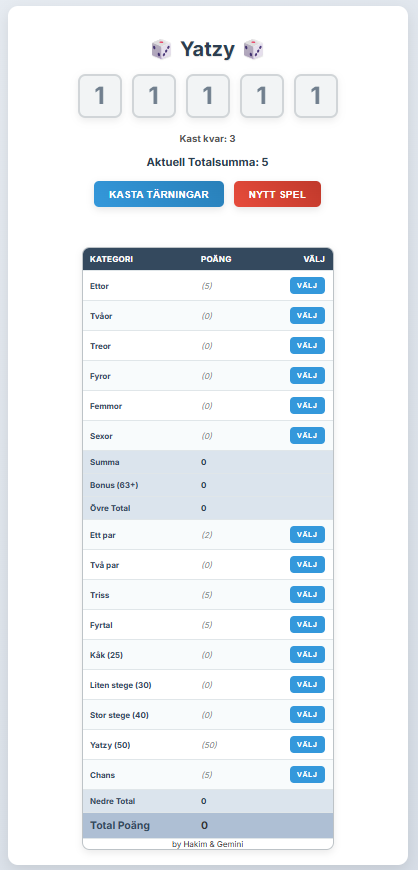 🎲 Yatzy 🎲
1 1 1 1 1
Kast kvar: 3
Aktuell Totalsumma: 5
KASTA TÄRNINGAR NYTT SPEL
KATEGORI POÄNG VÄLJ
Ettor (5) VÄLJ
Tvåor (0) VÄLJ
Treor (0) VÄLJ
Fyror (0) VÄLJ
Femmor (0) VÄLJ
Sexor (0) VÄLJ
Summa 0
Bonus (63+) 0
Övre Total 0
Ett par (2) VÄLJ
Två par (0) VÄLJ
Triss (5) VÄLJ
Fyrtal (5) VÄLJ
Kåk (25) (0) VÄLJ
Liten stege (30) (0) VÄLJ
Stor stege (40) (0) VÄLJ
Yatzy (50) (50) VÄLJ
Chans (5) VÄLJ
Nedre Total 0
Total Poäng 0
by Hakim & Gemini